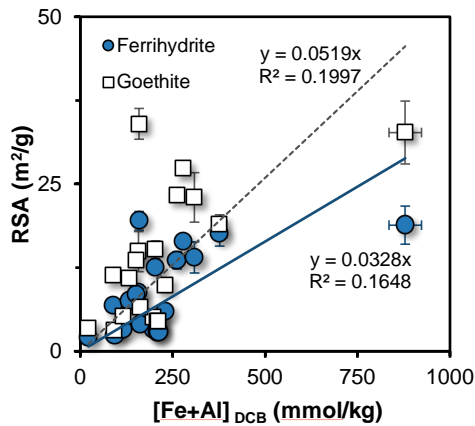 50
Ferrihydrite
Goethite
y = 0.0519x
R² = 0.1997
25
RSA (m²/g)
y = 0.0328x
R² = 0.1648
0
0 250 500 750 1000
[Fe+Al] DCB (mmol/kg)